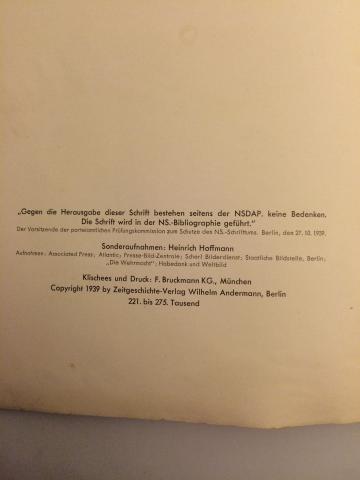 „Gegen die Herausgabe dieser Schrift bestehen seitens der NSDAP. keine Bedenken.
Die Schrift wird in der NS.-Bibliographie geführt.“
Der Vorsitzende der parteiamtlichen Prüfungskommission zum Schutze des NS.-Schrifttums. Berlin, den 27. 10. 1939.
Sonderaufnahmen: Heinrich Hoffmann
Aufnahmen: Associated Press; Atlantic; Presse-Bild-Zentrale; Scherl Bilderdienst; Staatliche Bildstelle, Berlin;
„Die Wehrmacht“; Habedank und Weltbild
Klischees und Druck: F. Bruckmann KG., München
Copyright 1939 by Zeitgeschichte-Verlag Wilhelm Andermann, Berlin
221. bis 275. Tausend